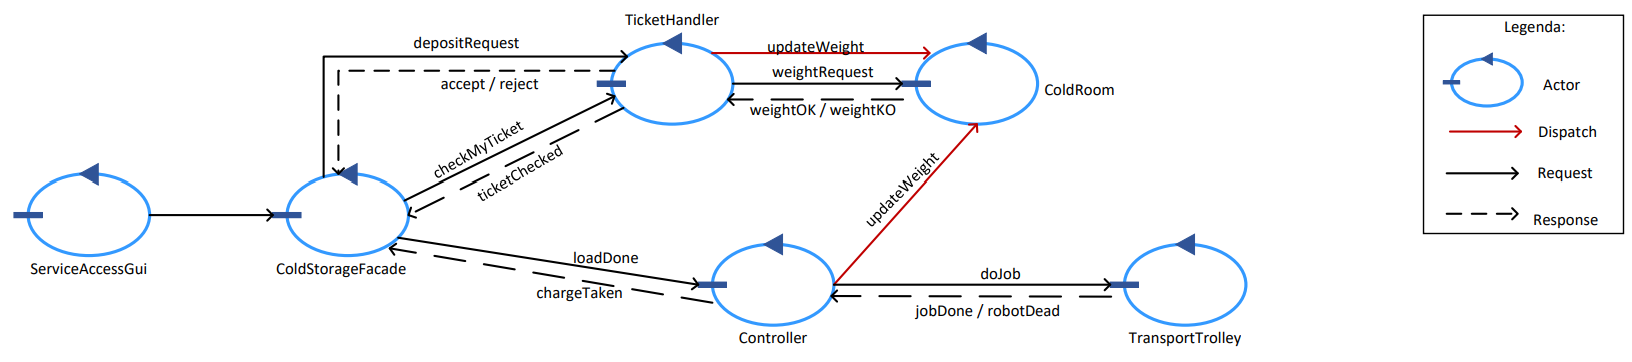 TicketHandler
Legenda:
depositRequest
updateWeight
weightRequest
accept / reject
Actor
ColdRoom
weightOK / weightKO
Dispatch
checkMyTicket
ticketChecked
Request
updateWeight
Response
loadDone
ServiceAccessGui
ColdStorageFacade
doJob
chargeTaken
jobDone / robotDead
Controller
TransportTrolley